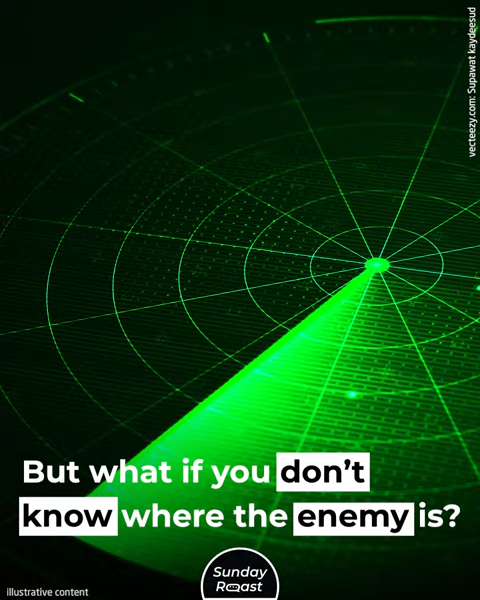 vecteezy.com: Supawat kaydeesud
But what if you don't
know where the enemy is?
Sunday
Roast
illustrative content